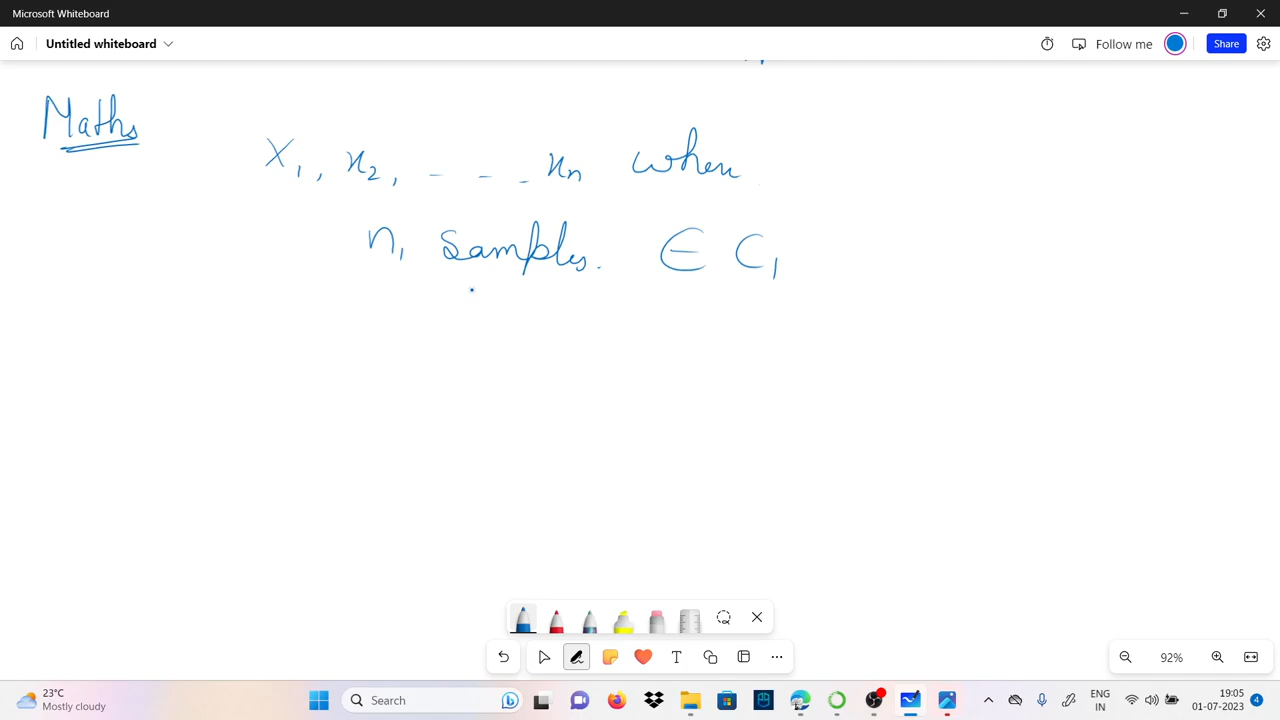 Microsoft Whiteboard
Untitled whiteboard
Follow me
Share
Maths
x₁, x₂, - - - xₙ when
n₁ samples. ∈ C₁
92%
23°C
Mostly cloudy
Search
ENG
IN
19:05
01-07-2023
4